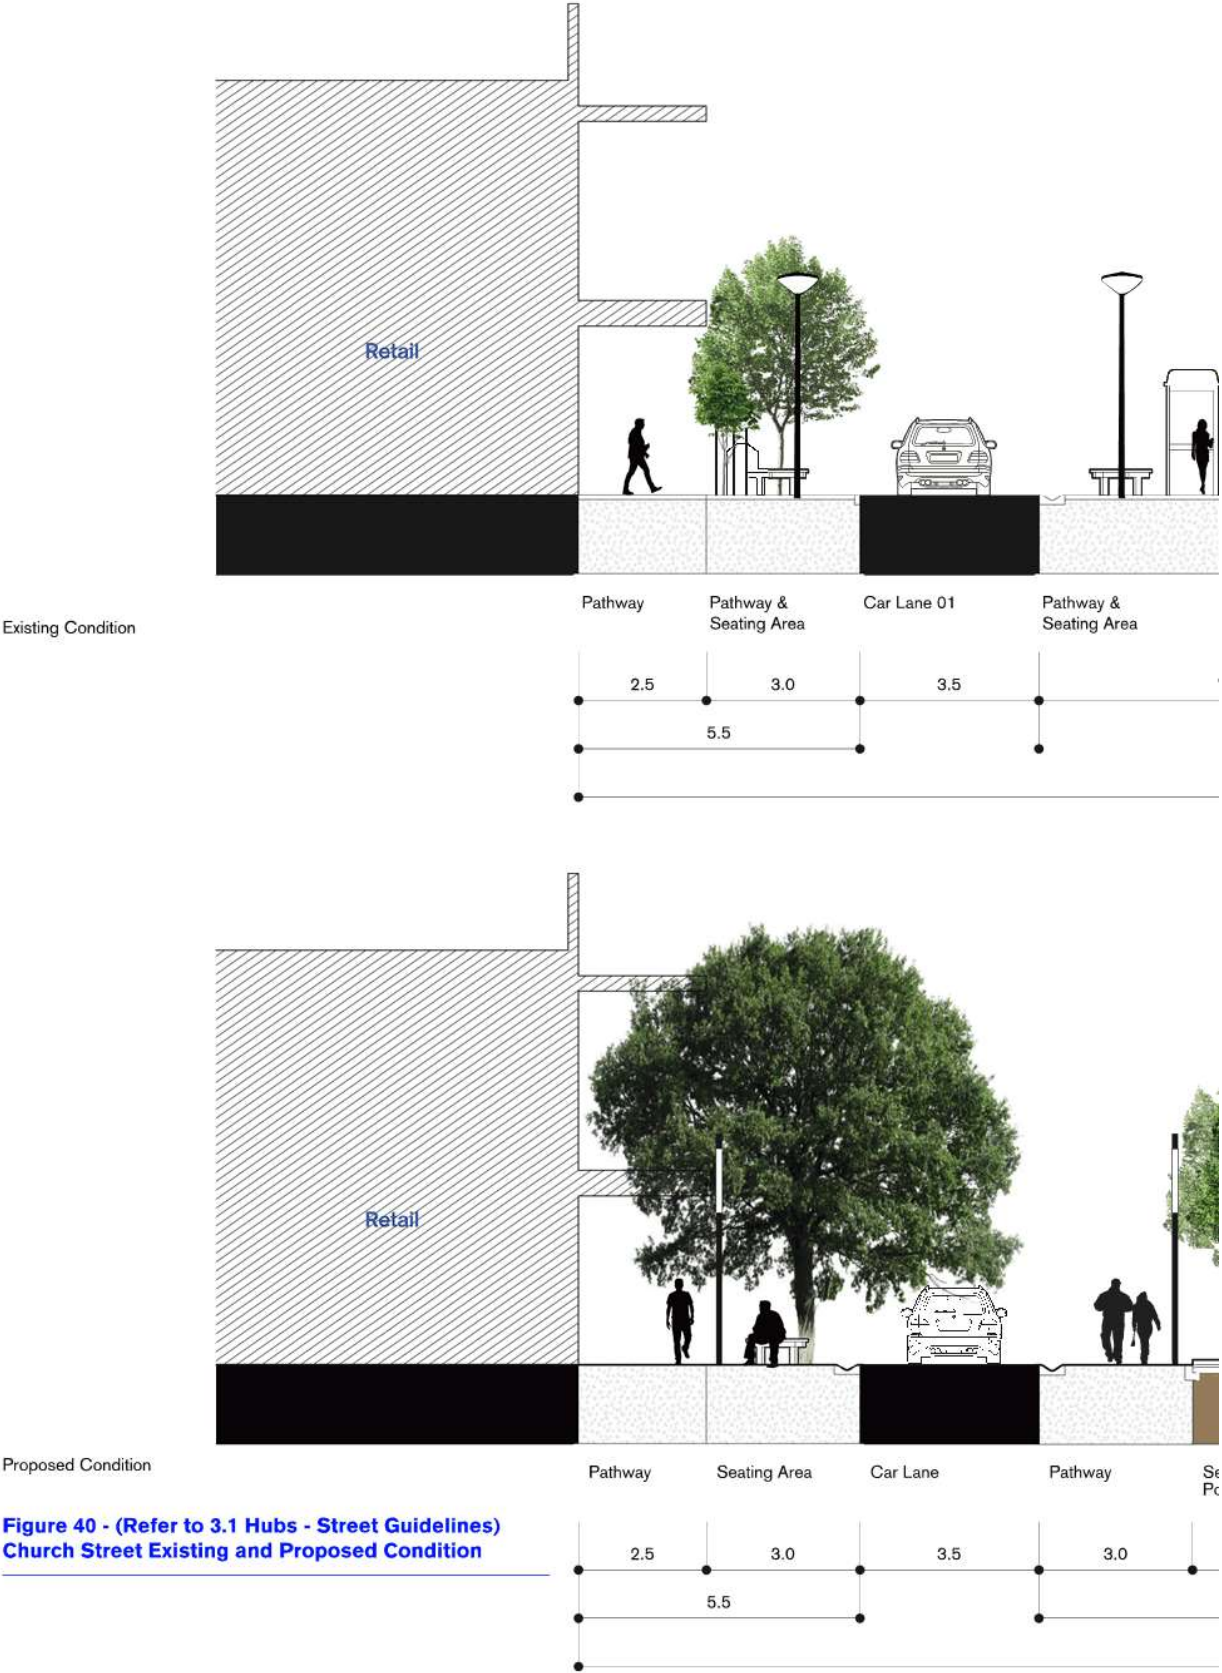 Retail
Pathway
Pathway &
Seating Area
Car Lane 01
Pathway &
Seating Area
Existing Condition
2.5
3.0
3.5
5.5
Retail
Proposed Condition
Pathway
Seating Area
Car Lane
Pathway
Figure 40 - (Refer to 3.1 Hubs - Street Guidelines)
Church Street Existing and Proposed Condition
2.5
3.0
3.5
3.0
5.5